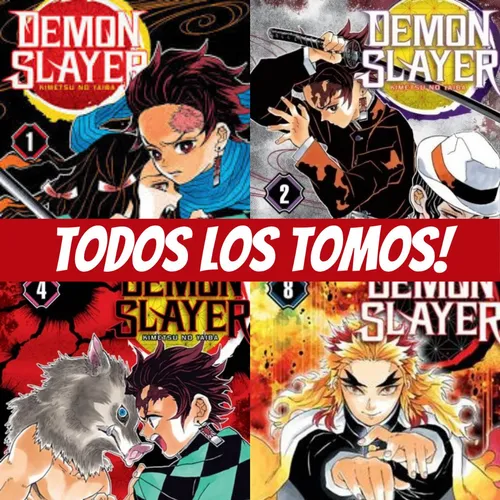 DEMON
SLAYER
KIMETSU NO YAIBA
1
DEMON
SLAYER
KIMETSU NO YAIBA
2
TODOS LOS TOMOS!
4
DEMON
SLAYER
KIMETSU NO YAIBA
8
DEMON
SLAYER